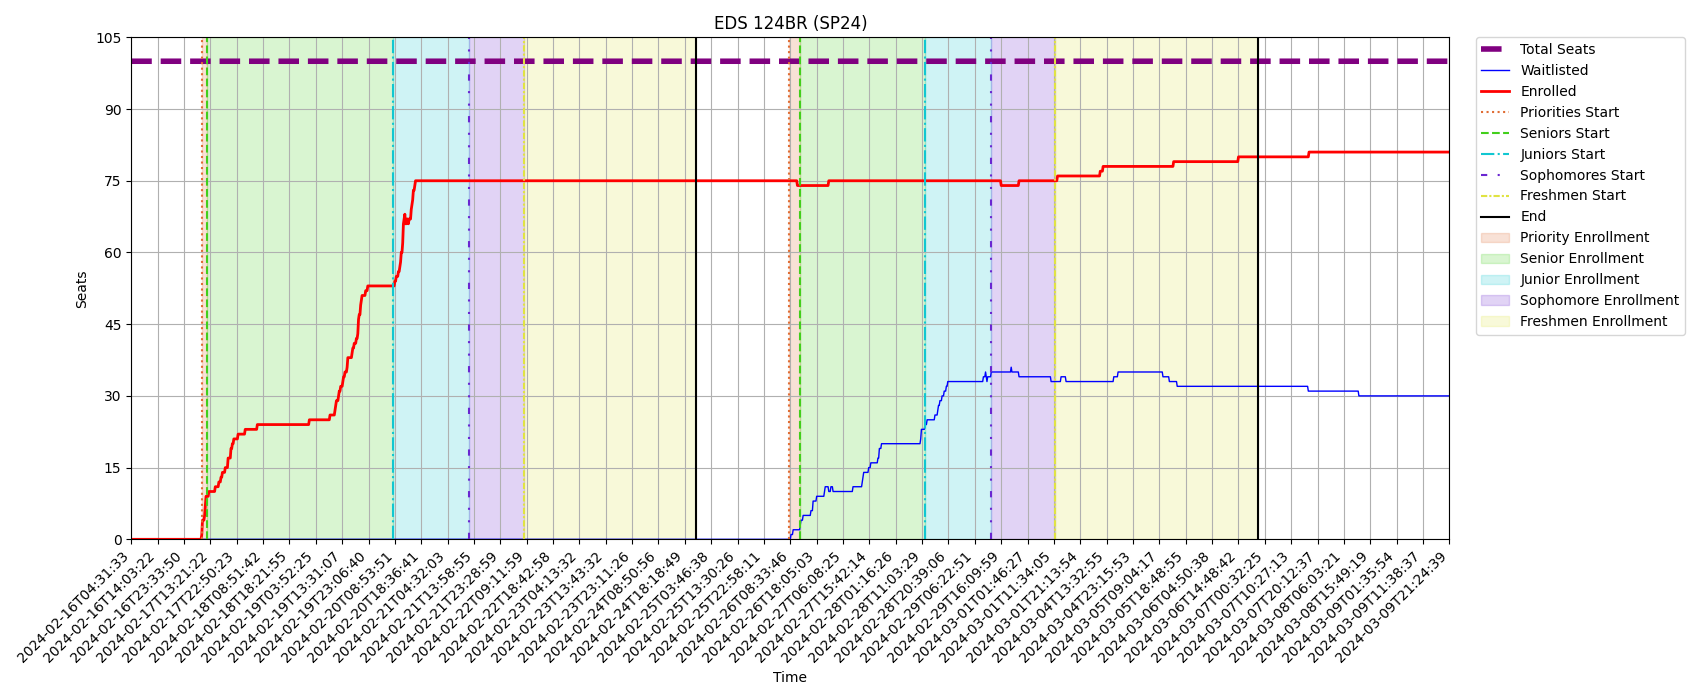 EDS 124BR (SP24)
105
90
75
60
45
30
15
0
Seats
2024-02-16T04:31:33
2024-02-16T14:03:22
2024-02-16T23:33:50
2024-02-17T13:21:22
2024-02-17T22:50:23
2024-02-18T08:51:42
2024-02-18T18:21:55
2024-02-19T03:52:25
2024-02-19T13:31:07
2024-02-19T23:06:40
2024-02-20T08:53:51
2024-02-20T18:36:41
2024-02-21T04:32:03
2024-02-21T13:58:55
2024-02-21T23:28:59
2024-02-22T09:11:59
2024-02-22T18:42:58
2024-02-23T04:13:32
2024-02-23T13:43:32
2024-02-23T23:11:26
2024-02-24T08:50:56
2024-02-24T18:18:49
2024-02-25T03:46:38
2024-02-25T13:30:26
2024-02-25T22:58:11
2024-02-26T08:33:46
2024-02-26T18:05:03
2024-02-27T06:08:25
2024-02-27T15:42:14
2024-02-28T01:16:26
2024-02-28T11:03:29
2024-02-28T20:39:06
2024-02-29T06:22:51
2024-02-29T16:09:59
2024-03-01T01:46:27
2024-03-01T11:34:05
2024-03-01T21:13:54
2024-03-04T18:32:55
2024-03-04T23:15:53
2024-03-05T09:04:17
2024-03-05T18:48:55
2024-03-06T04:50:38
2024-03-06T14:48:42
2024-03-07T00:32:25
2024-03-07T10:27:13
2024-03-07T20:12:37
2024-03-08T06:03:21
2024-03-08T15:49:19
2024-03-09T01:35:54
2024-03-09T11:38:37
2024-03-09T21:24:39
Time
Total Seats
Waitlisted
Enrolled
Priorities Start
Seniors Start
Juniors Start
Sophomores Start
Freshmen Start
End
Priority Enrollment
Senior Enrollment
Junior Enrollment
Sophomore Enrollment
Freshmen Enrollment